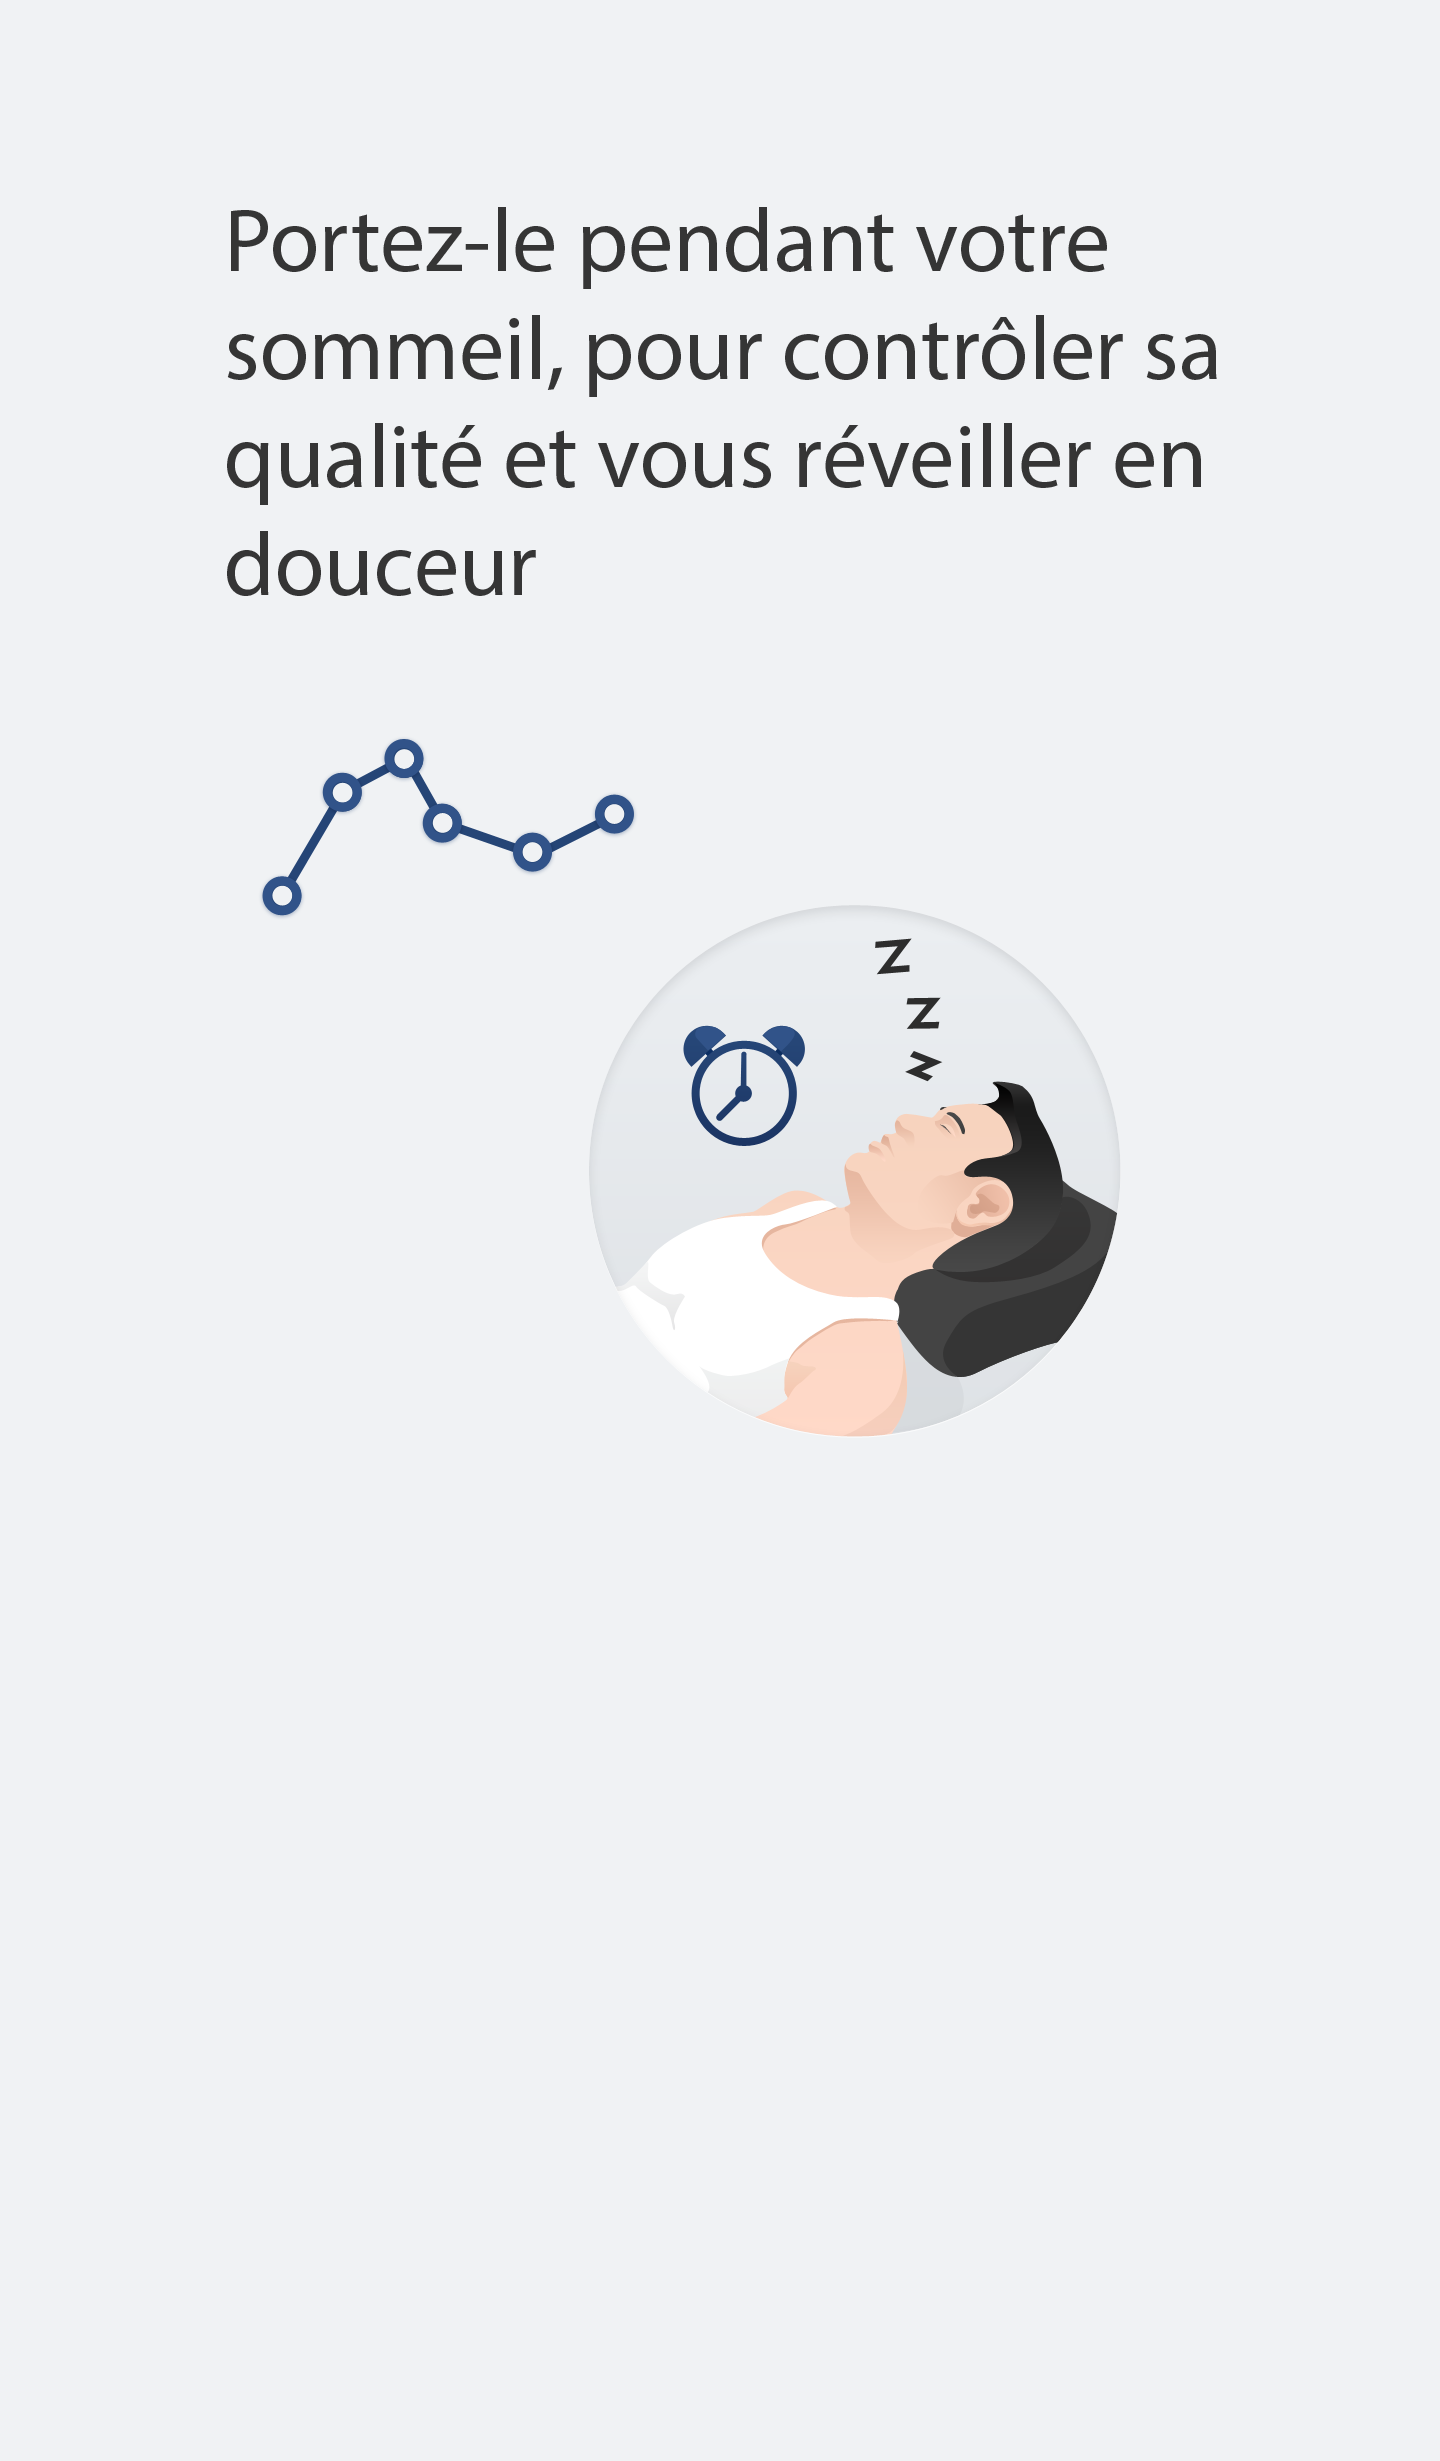 Portez-le pendant votre
sommeil, pour contrôler sa
qualité et vous réveiller en
douceur
z
z
z